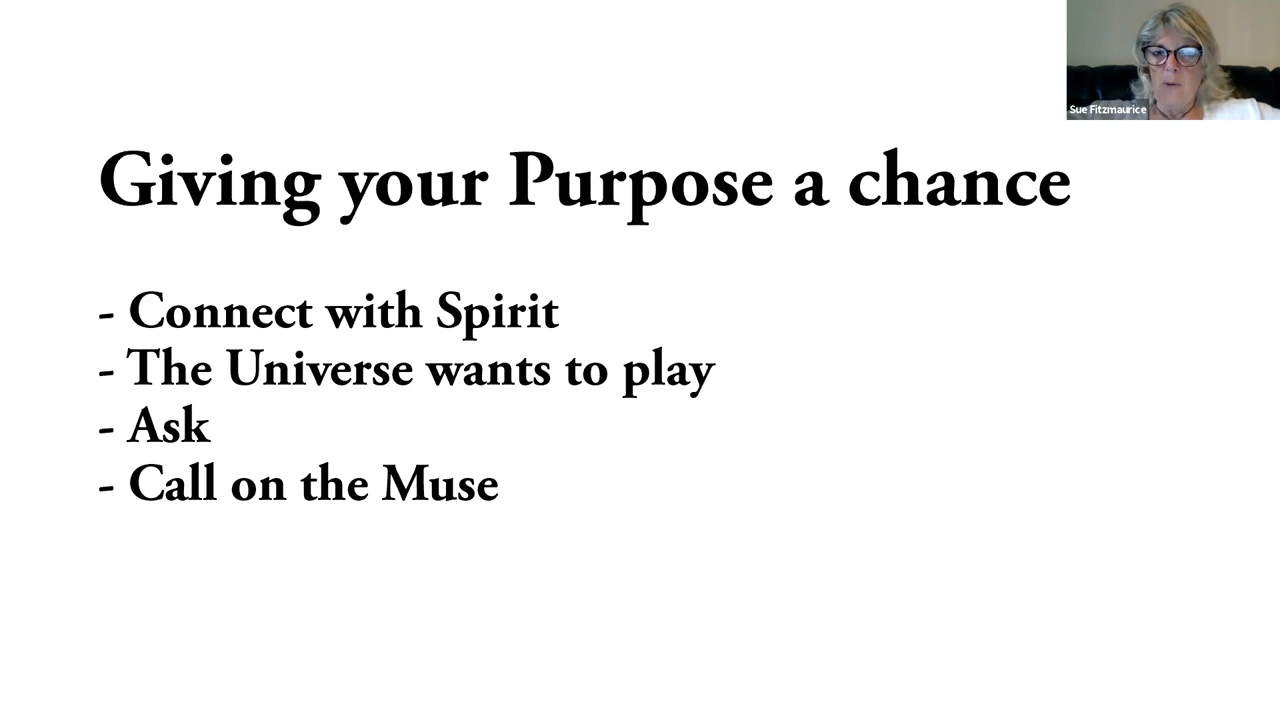 Sue Fitzmaurice
Giving your Purpose a chance
- Connect with Spirit
- The Universe wants to play
- Ask
- Call on the Muse